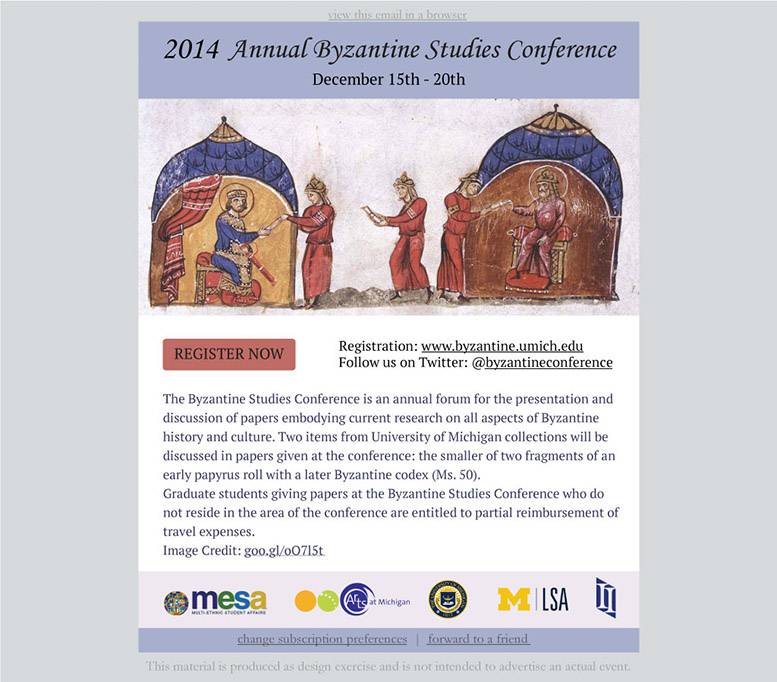 view this email in a browser
2014 Annual Byzantine Studies Conference
December 15th - 20th
REGISTER NOW
Registration: www.byzantine.umich.edu
Follow us on Twitter: @byzantineconference
The Byzantine Studies Conference is an annual forum for the presentation and
discussion of papers embodying current research on all aspects of Byzantine
history and culture. Two items from University of Michigan collections will be
discussed in papers given at the conference: the smaller of two fragments of an
early papyrus roll with a later Byzantine codex (Ms. 50).
Graduate students giving papers at the Byzantine Studies Conference who do
not reside in the area of the conference are entitled to partial reimbursement of
travel expenses.
Image Credit: goo.gl/oO7l5t
mesa
MULTI-ETHNIC STUDENT AFFAIRS
Arts at Michigan
M LSA
change subscription preferences | forward to a friend
This material is produced as design exercise and is not intended to advertise an actual event.